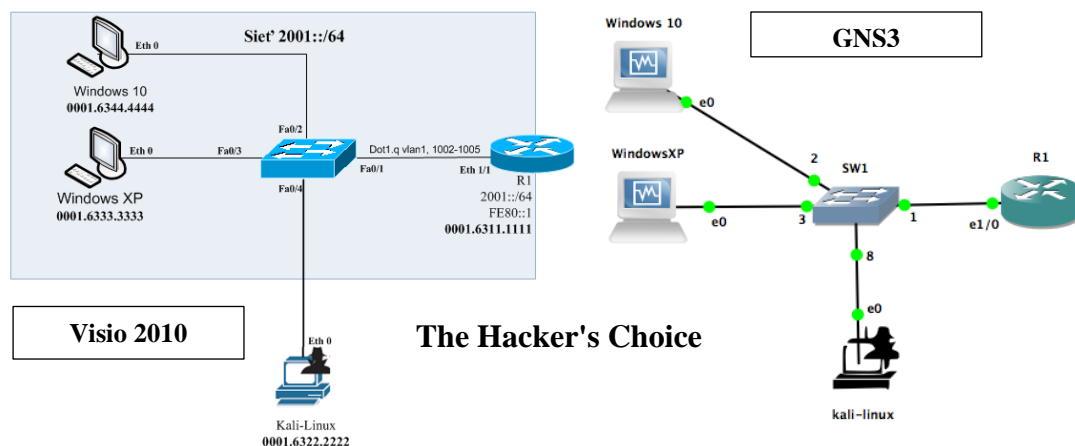 Sieť 2001::/64
Eth 0
Windows 10
0001.6344.4444
Fa0/2
Eth 0
Fa0/3
Windows XP
0001.6333.3333
Fa0/4
Fa0/1
Dot1.q vlan1, 1002-1005
Eth 1/1
R1
2001::/64
FE80::1
0001.6311.1111
Visio 2010
Eth 0
Kali-Linux
0001.6322.2222
The Hacker's Choice
GNS3
Windows 10
e0
WindowsXP
e0
2
3
SW1
1
R1
e1/0
8
e0
kali-linux